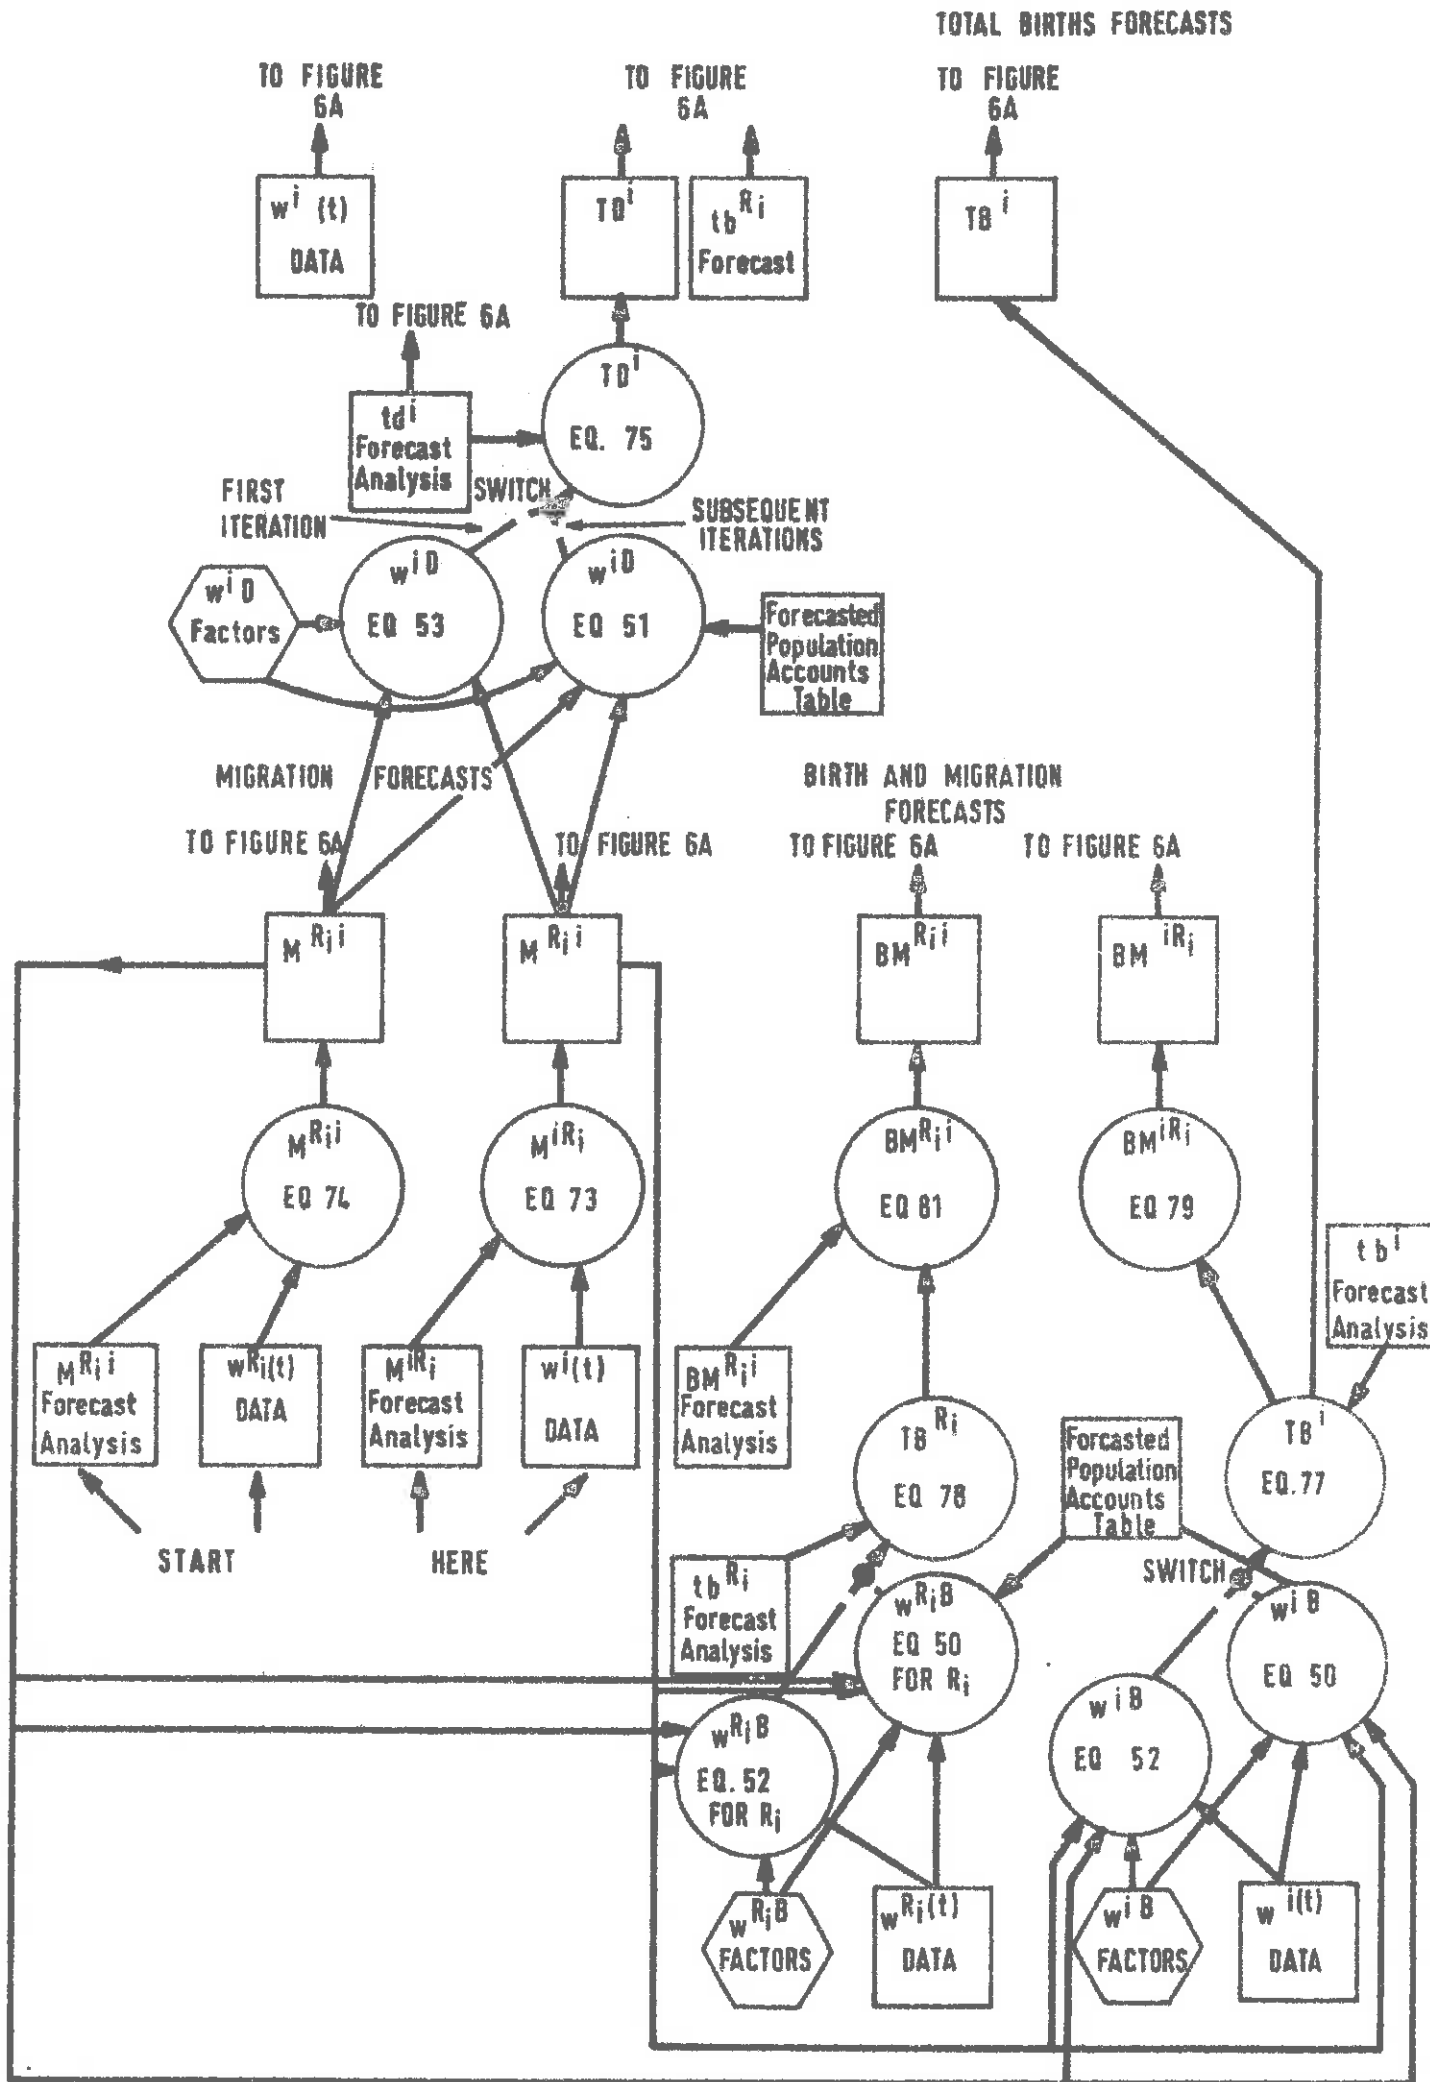 TOTAL BIRTHS FORECASTS
TO FIGURE
6A
TO FIGURE
6A
TO FIGURE
6A
w^i (t)
DATA
TD^i
tb^Ri
Forecast
TB^i
TO FIGURE 6A
td^i
Forecast
Analysis
TD^i
EQ. 75
FIRST
ITERATION
SWITCH
SUBSEQUENT
ITERATIONS
w^iD
Factors
w^iD
EQ 53
w^iD
EQ 51
Forecasted
Population
Accounts
Table
MIGRATION FORECASTS
BIRTH AND MIGRATION
FORECASTS
TO FIGURE 6A
TO FIGURE 6A
TO FIGURE 6A
TO FIGURE 6A
M^Rii
M^Rii
BM^Rii
BM^iRi
M^Rii
EQ 74
M^iRi
EQ 73
BM^Rii
EQ 81
BM^iRi
EQ 79
tb^i
Forecast
Analysis
M^Rii
Forecast
Analysis
w^Ri(t)
DATA
M^iRi
Forecast
Analysis
w^i(t)
DATA
BM^Rii
Forecast
Analysis
TB^Ri
EQ 78
Forcasted
Population
Accounts
Table
TB^i
EQ.77
START
HERE
tb^Ri
Forecast
Analysis
w^RiB
EQ 50
FOR Ri
SWITCH
w^iB
EQ 50
w^RiB
EQ. 52
FOR Ri
w^iB
EQ 52
w^RiB
FACTORS
w^Ri(t)
DATA
w^iB
FACTORS
w^i(t)
DATA